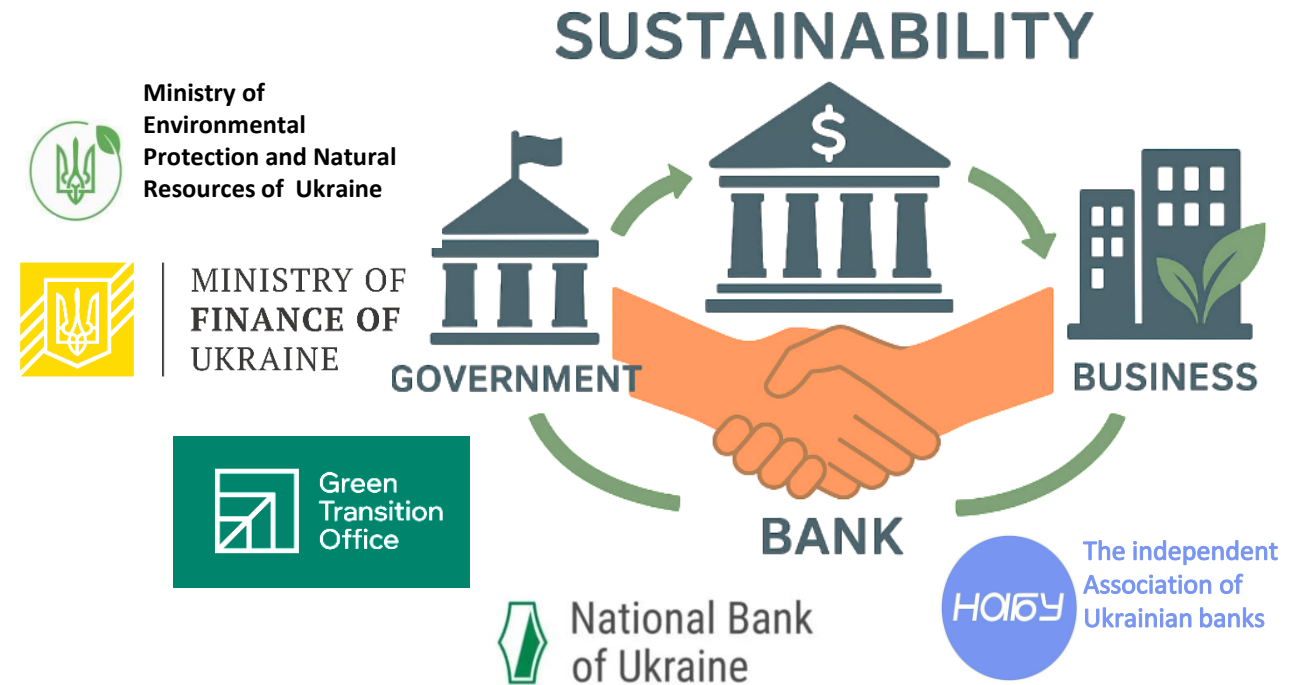 SUSTAINABILITY
Ministry of
Environmental
Protection and Natural
Resources of Ukraine
$
MINISTRY OF
FINANCE OF
UKRAINE
GOVERNMENT
BUSINESS
Green
Transition
Office
BANK
National Bank
of Ukraine
НАБУ
The independent
Association of
Ukrainian banks